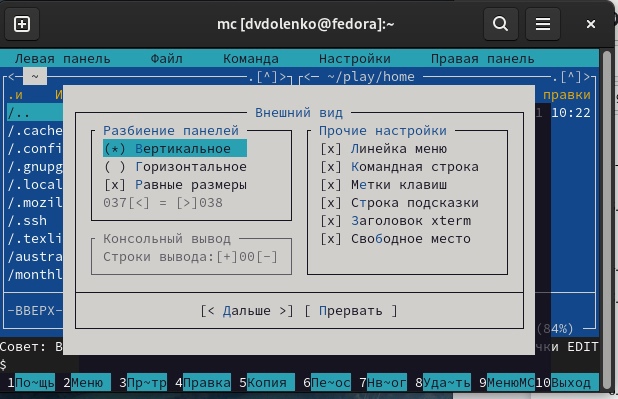 mc [dvdolenko@fedora]:~
Левая панель Файл Команда Настройки Правая панель
<— ~ .[^]> <— ~/play/home .[^]>
.и И правки
/.. 10:22
/.cache
/.confi
/.gnupg
/.local
/.mozil
/.ssh
/.texli
/austra
/monthl
-ВВЕРХ-
(84%)
Внешний вид
Разбиение панелей
(*) Вертикальное
( ) Горизонтальное
[x] Равные размеры
037[<] = [>]038
Консольный вывод
Строки вывода:[+]00[-]
Прочие настройки
[x] Линейка меню
[x] Командная строка
[x] Метки клавиш
[x] Строка подсказки
[x] Заголовок xterm
[x] Свободное место
[< Дальше >] [ Прервать ]
Совет: В чки EDIT
$
1По~щь 2Меню 3Пр~тр 4Правка 5Копия 6Пе~ос 7Нв~ог 8Уда~ть 9МенюMC 10Выход